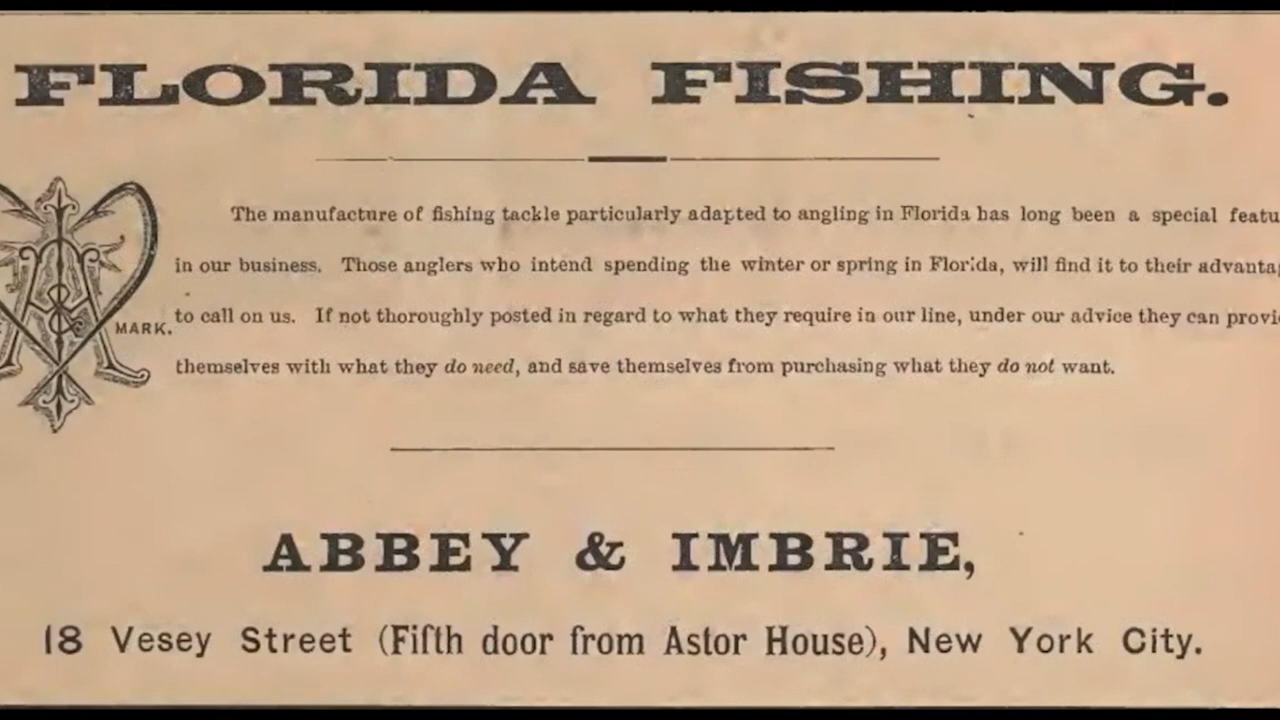 FLORIDA FISHING.
The manufacture of fishing tackle particularly adapted to angling in Florida has long been a special featu
in our business. Those anglers who intend spending the winter or spring in Florida, will find it to their advanta
MARK. to call on us. If not thoroughly posted in regard to what they require in our line, under our advice they can provi
themselves with what they do need, and save themselves from purchasing what they do not want.
ABBEY & IMBRIE,
18 Vesey Street (Fifth door from Astor House), New York City.